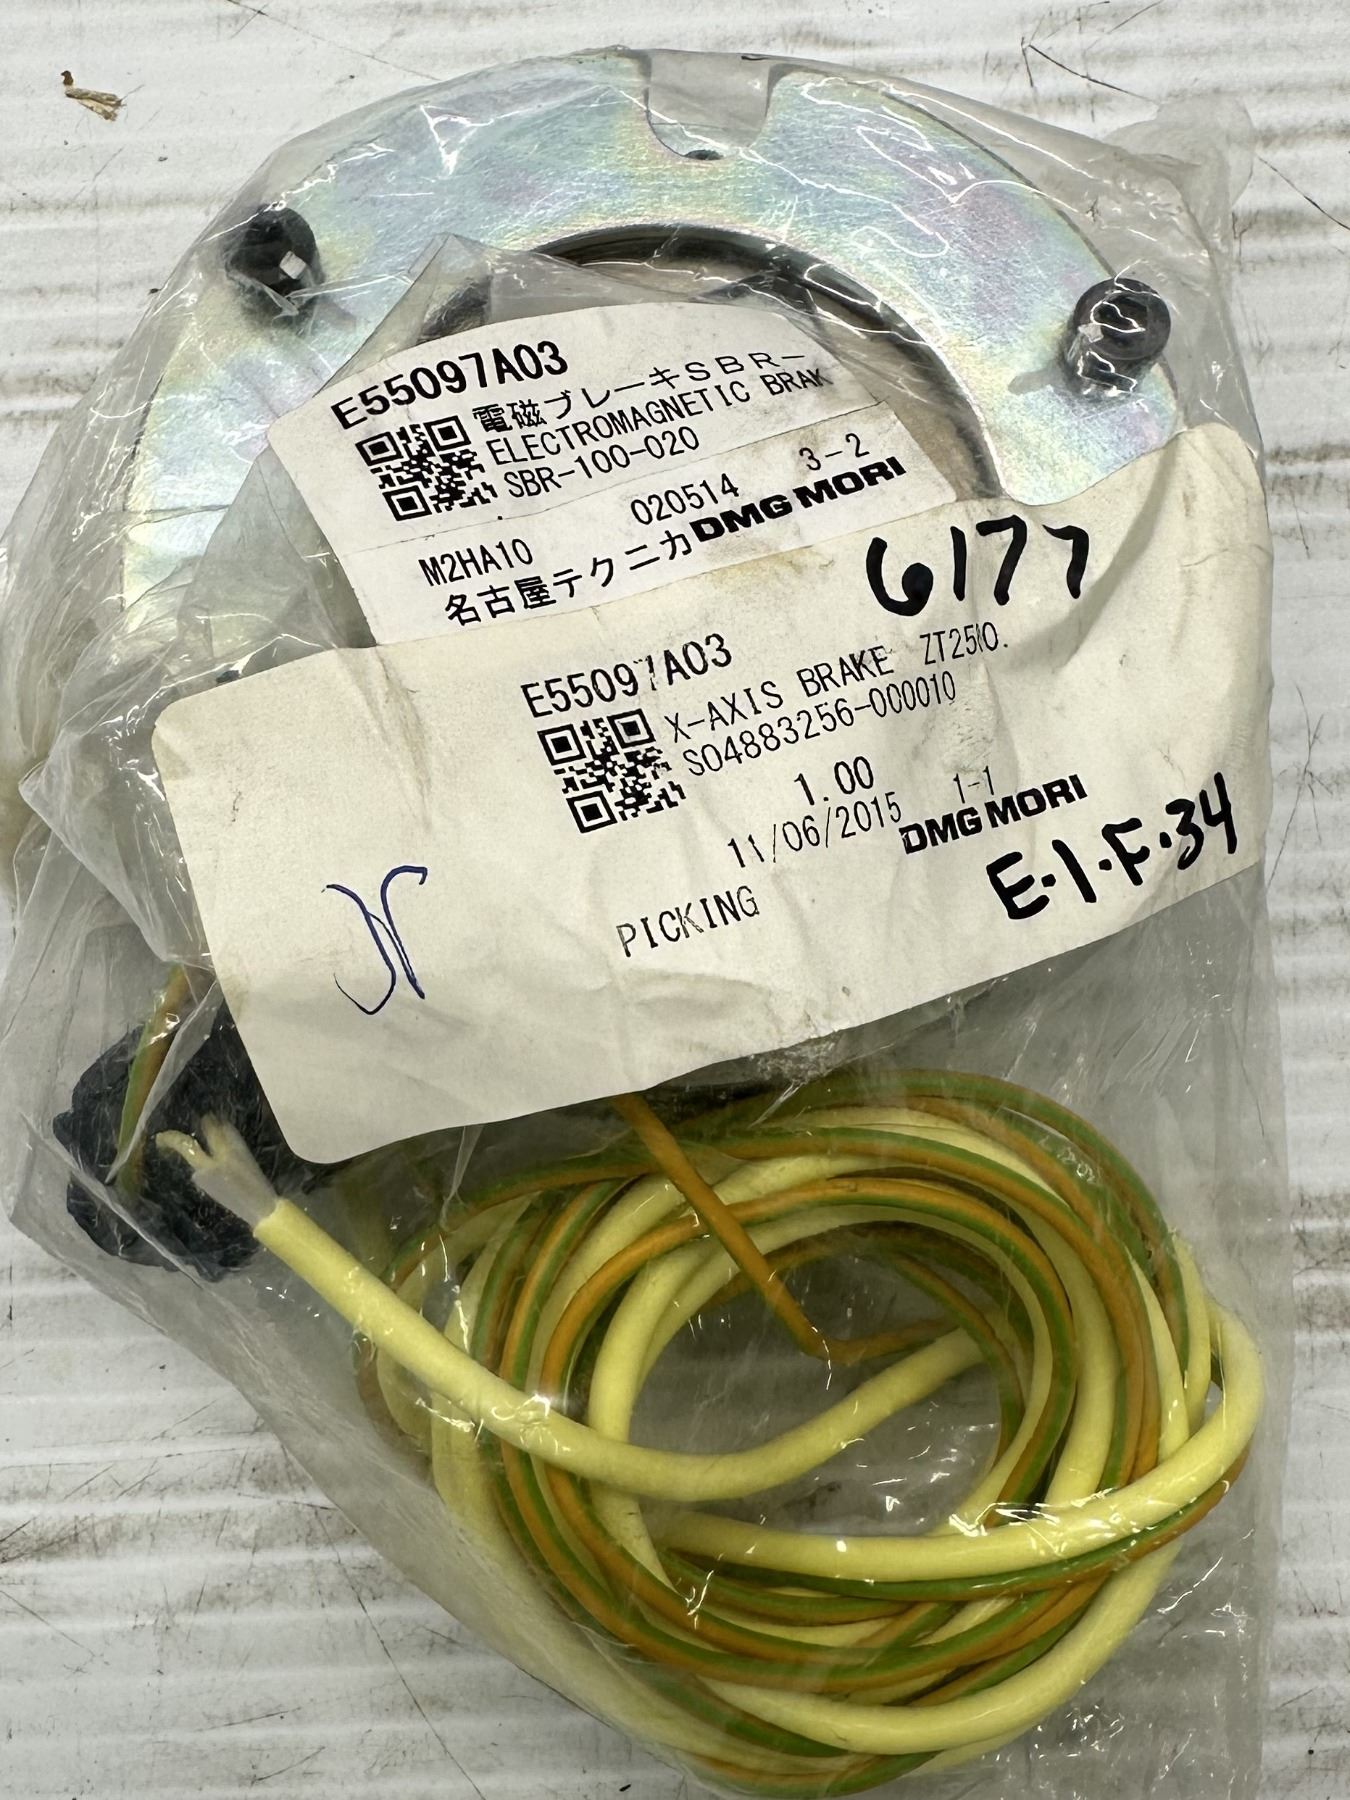 E55097A03
電磁ブレーキSBR-
ELECTROMAGNETIC BRAK
SBR-100-020
3-2
M2HA10 020514
名古屋テクニカ DMG MORI
6177
E55097A03
X-AXIS BRAKE
SO4883256-000010
1.00 1-1
11/06/2015 DMG MORI
PICKING
E.1.F.34